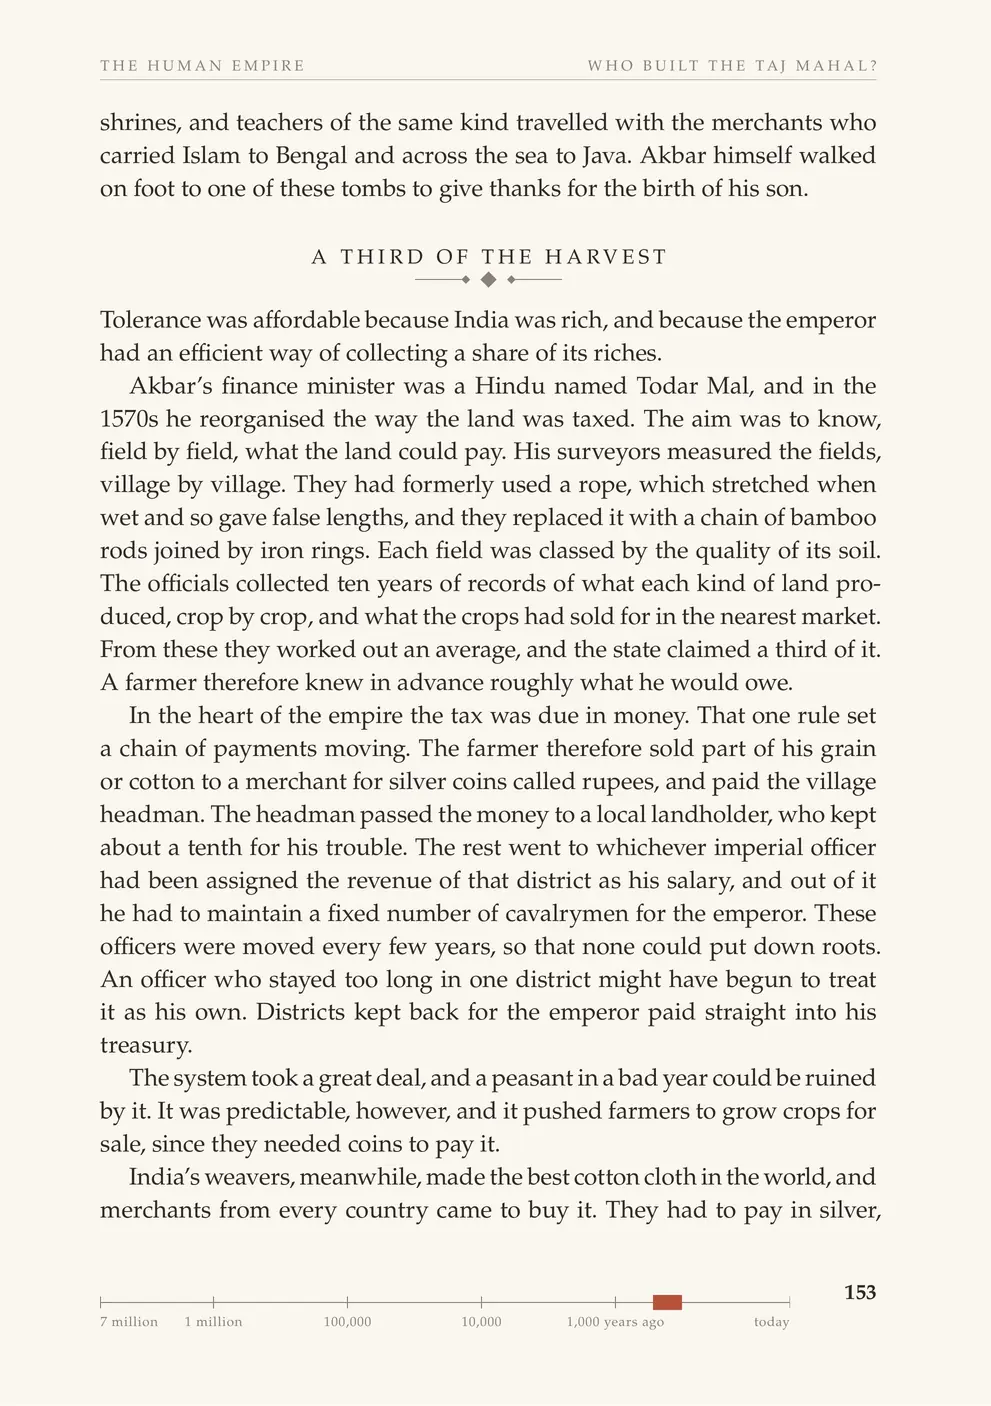 THE HUMAN EMPIRE
WHO BUILT THE TAJ MAHAL?
shrines, and teachers of the same kind travelled with the merchants who
carried Islam to Bengal and across the sea to Java. Akbar himself walked
on foot to one of these tombs to give thanks for the birth of his son.
A THIRD OF THE HARVEST
Tolerance was affordable because India was rich, and because the emperor
had an efficient way of collecting a share of its riches.
Akbar’s finance minister was a Hindu named Todar Mal, and in the
1570s he reorganised the way the land was taxed. The aim was to know,
field by field, what the land could pay. His surveyors measured the fields,
village by village. They had formerly used a rope, which stretched when
wet and so gave false lengths, and they replaced it with a chain of bamboo
rods joined by iron rings. Each field was classed by the quality of its soil.
The officials collected ten years of records of what each kind of land pro-
duced, crop by crop, and what the crops had sold for in the nearest market.
From these they worked out an average, and the state claimed a third of it.
A farmer therefore knew in advance roughly what he would owe.
In the heart of the empire the tax was due in money. That one rule set
a chain of payments moving. The farmer therefore sold part of his grain
or cotton to a merchant for silver coins called rupees, and paid the village
headman. The headman passed the money to a local landholder, who kept
about a tenth for his trouble. The rest went to whichever imperial officer
had been assigned the revenue of that district as his salary, and out of it
he had to maintain a fixed number of cavalrymen for the emperor. These
officers were moved every few years, so that none could put down roots.
An officer who stayed too long in one district might have begun to treat
it as his own. Districts kept back for the emperor paid straight into his
treasury.
The system took a great deal, and a peasant in a bad year could be ruined
by it. It was predictable, however, and it pushed farmers to grow crops for
sale, since they needed coins to pay it.
India’s weavers, meanwhile, made the best cotton cloth in the world, and
merchants from every country came to buy it. They had to pay in silver,
153
7 million 1 million 100,000 10,000 1,000 years ago today